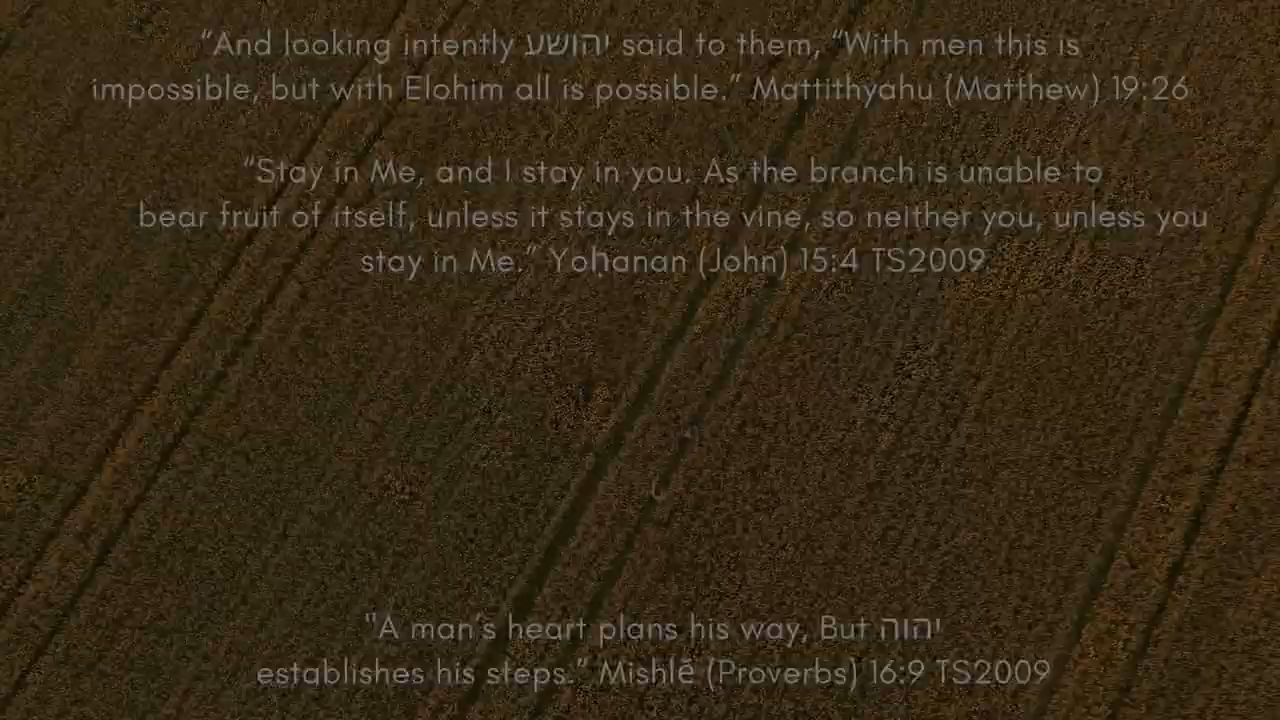 “And looking intently יהושע said to them, “With men this is
impossible, but with Elohim all is possible.” Mattithyahu (Matthew) 19:26
“Stay in Me, and I stay in you. As the branch is unable to
bear fruit of itself, unless it stays in the vine, so neither you, unless you
stay in Me.” Yoḥanan (John) 15:4 TS2009
"A man's heart plans his way, But יהוה
establishes his steps.” Mishlĕ (Proverbs) 16:9 TS2009